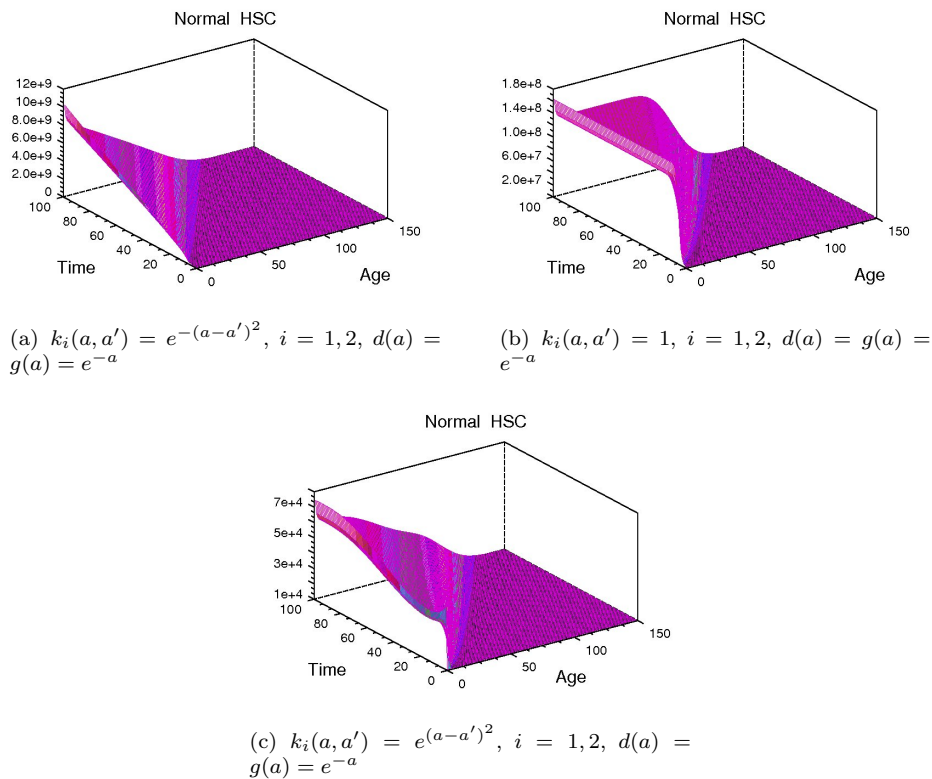 Normal HSC
12e+9
10e+9
8.0e+9
6.0e+9
4.0e+9
2.0e+9
0
100
80
60
40
20
0
Time
0
50
100
150
Age
(a) k_i(a, a′) = e^{−(a−a′)^2}, i = 1, 2, d(a) =
g(a) = e^{−a}
Normal HSC
1.8e+8
1.4e+8
1.0e+8
6.0e+7
2.0e+7
100
80
60
40
20
0
Time
0
50
100
150
Age
(b) k_i(a, a′) = 1, i = 1, 2, d(a) = g(a) =
e^{−a}
Normal HSC
7e+4
5e+4
3e+4
1e+4
100
80
60
40
20
0
Time
0
50
100
150
Age
(c) k_i(a, a′) = e^{(a−a′)^2}, i = 1, 2, d(a) =
g(a) = e^{−a}